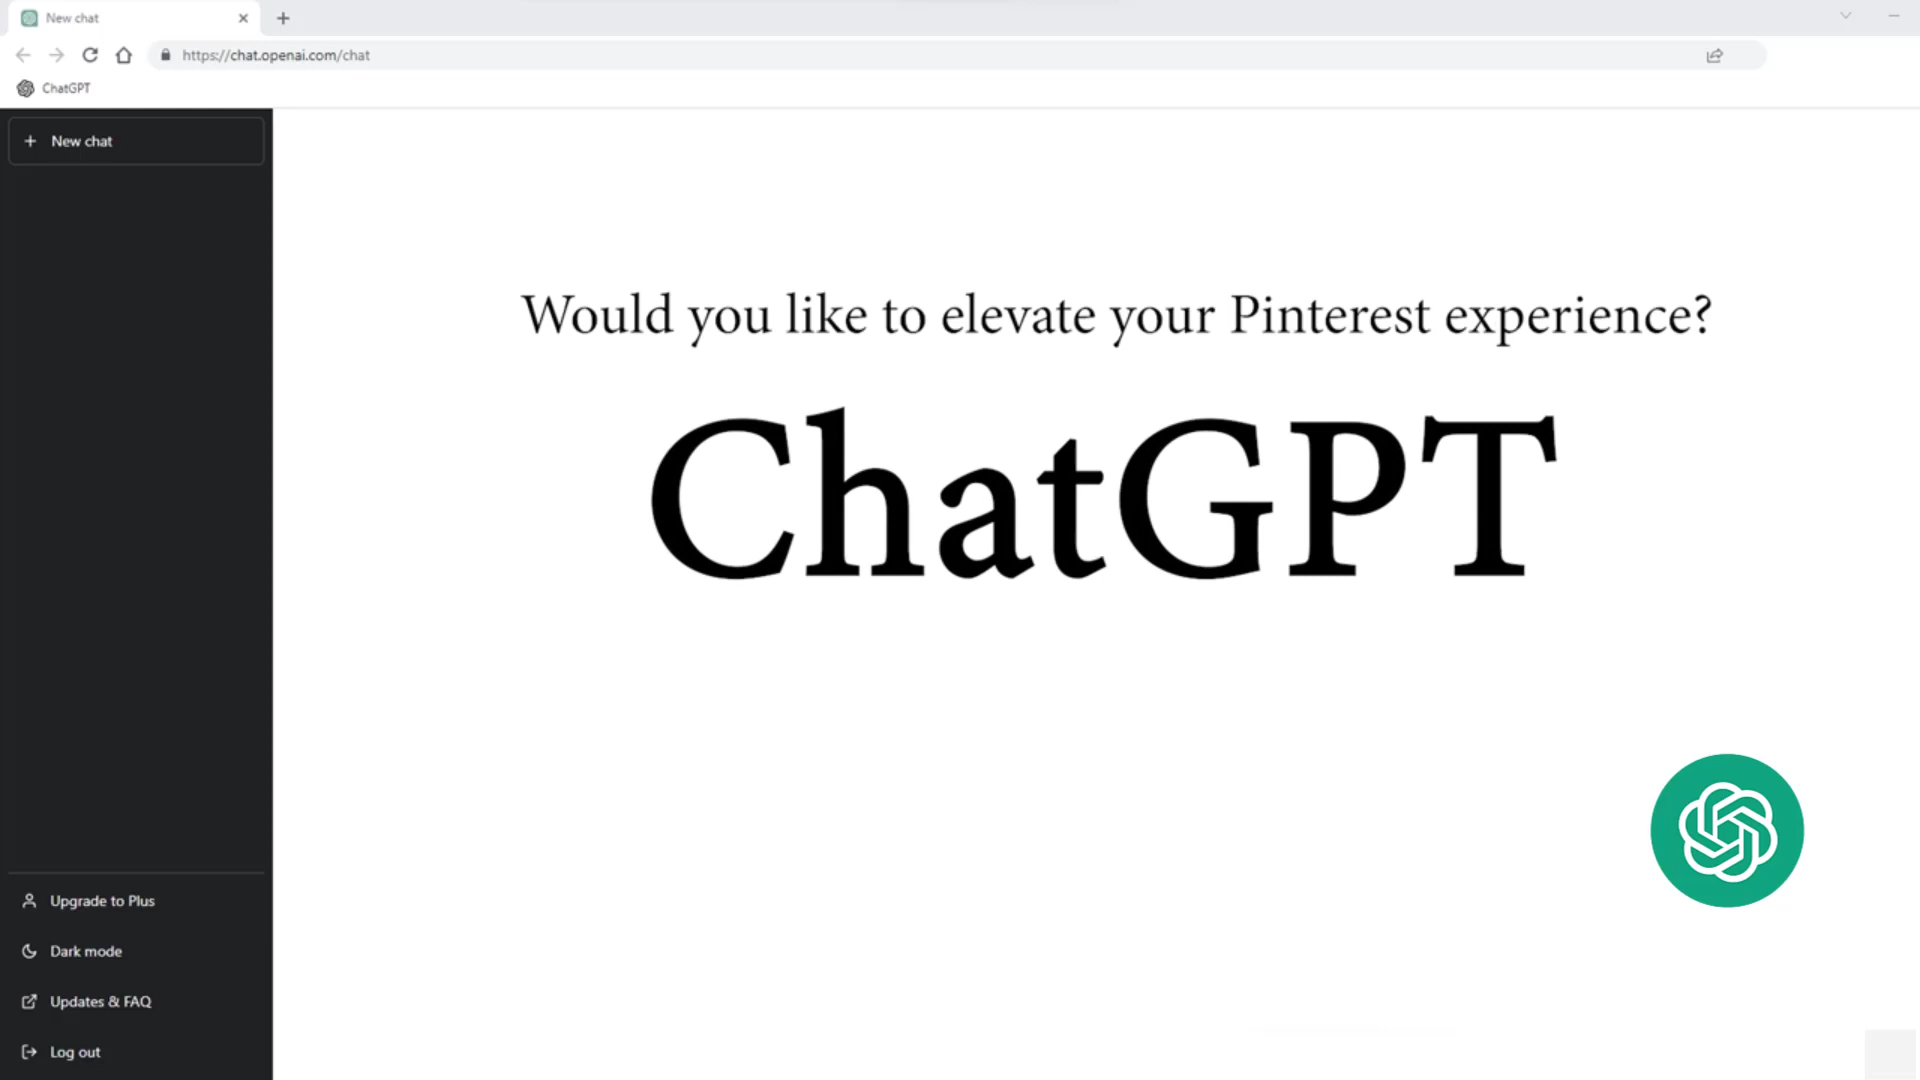 New chat
https://chat.openai.com/chat
ChatGPT
New chat
Would you like to elevate your Pinterest experience?
ChatGPT
Upgrade to Plus
Dark mode
Updates & FAQ
Log out